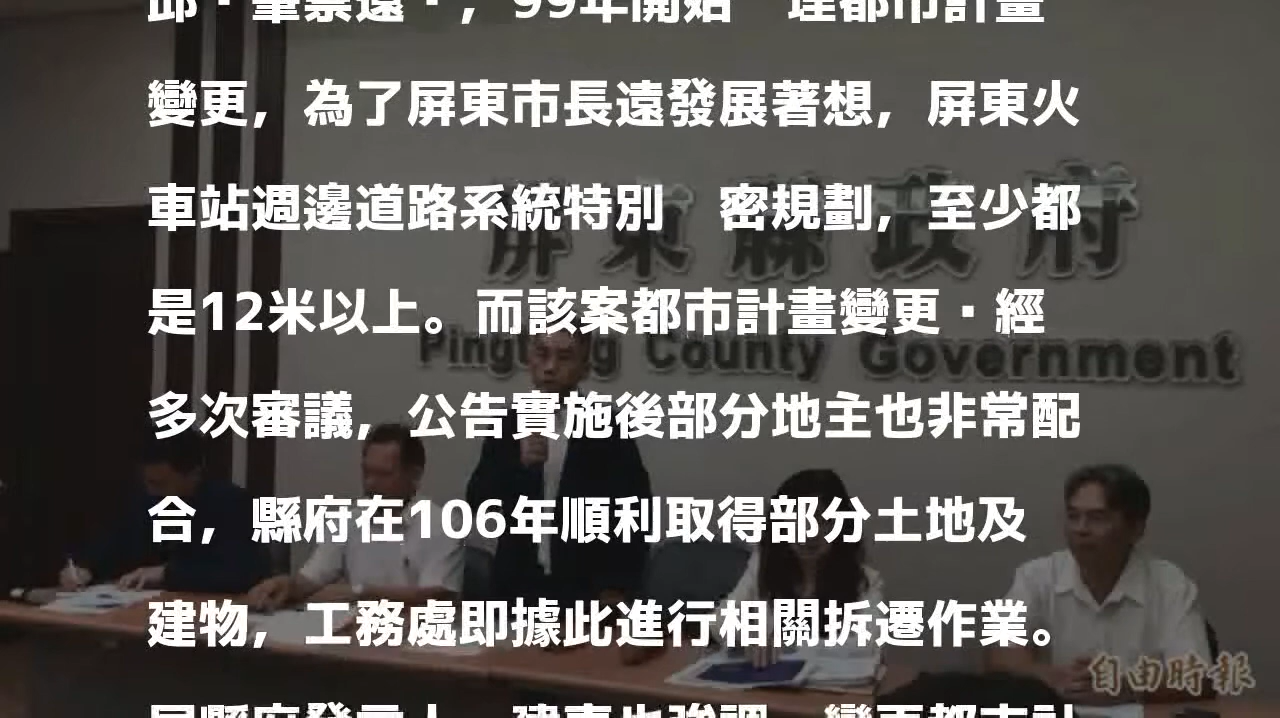 變更，為了屏東市長遠發展著想，屏東火
車站週邊道路系統特別　密規劃，至少都
是12米以上。而該案都市計畫變更·經
多次審議，公告實施後部分地主也非常配
合，縣府在106年順利取得部分土地及
建物，工務處即據此進行相關拆遷作業。
屏東縣政府
Pingtung County Government
自由時報